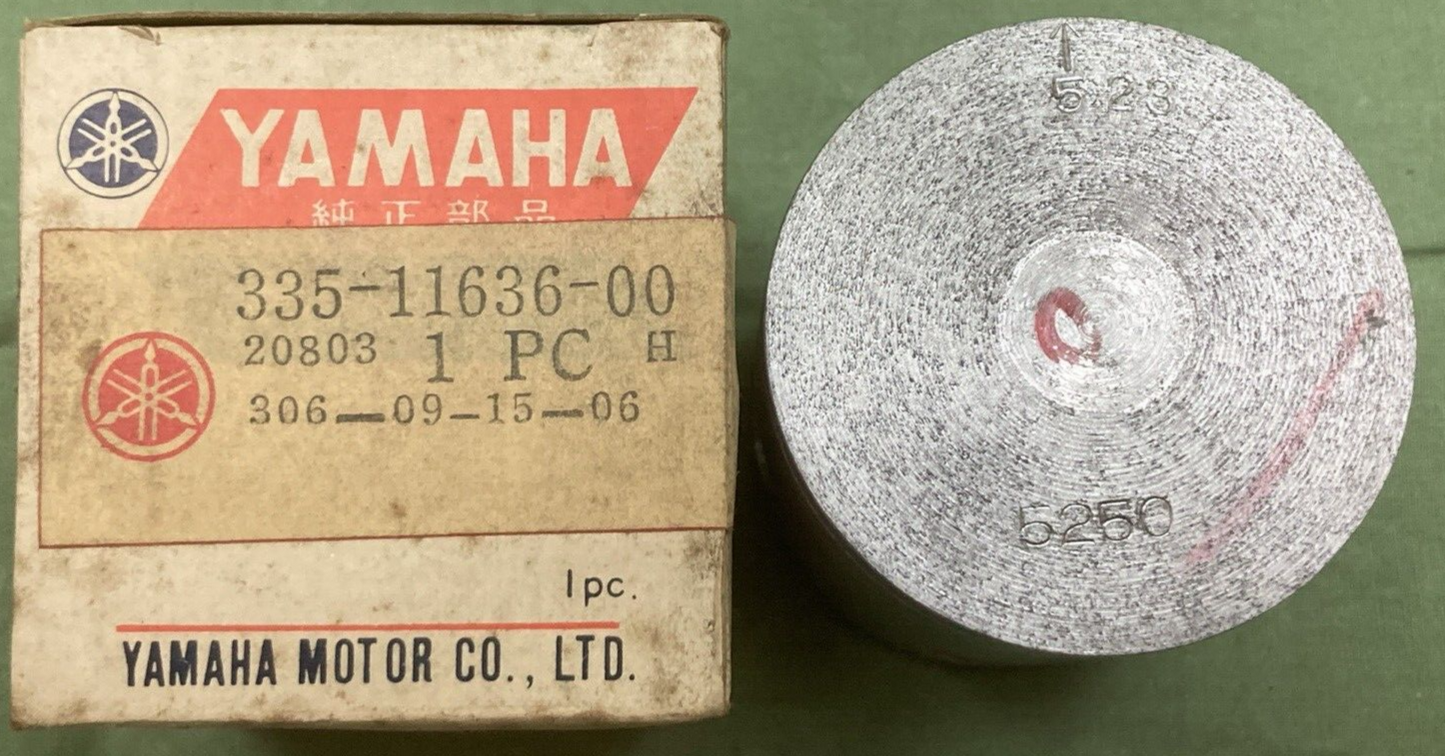 YAMAHA
純正部品
335-11636-00
20803 1 PC H
306-09-15-06
1pc.
YAMAHA MOTOR CO., LTD.
↑
5.23
5250